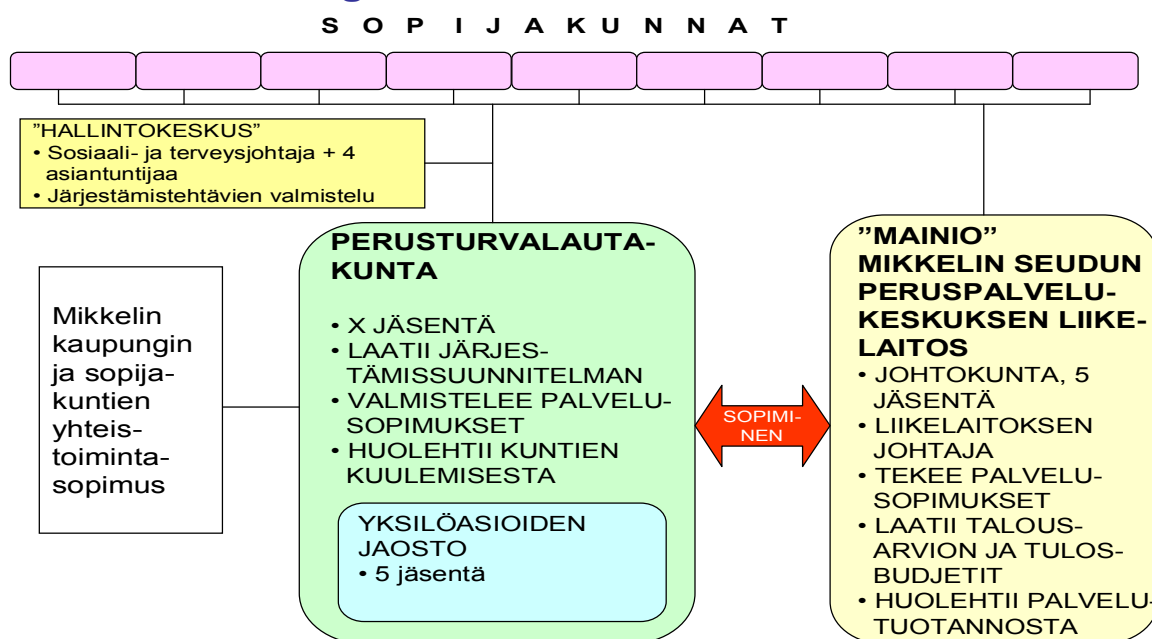 S O P I J A K U N N A T
"HALLINTOKESKUS"
• Sosiaali- ja terveysjohtaja + 4
asiantuntijaa
• Järjestämistehtävien valmistelu
Mikkelin
kaupungin
ja sopija-
kuntien
yhteis-
toiminta-
sopimus
PERUSTURVALAUTA-
KUNTA
• X JÄSENTÄ
• LAATII JÄRJES-
TÄMISSUUNNITELMAN
• VALMISTELEE PALVELU-
SOPIMUKSET
• HUOLEHTII KUNTIEN
KUULEMISESTA
YKSILÖASIOIDEN
JAOSTO
• 5 jäsentä
SOPIMI-
NEN
"MAINIO"
MIKKELIN SEUDUN
PERUSPALVELU-
KESKUKSEN LIIKE-
LAITOS
• JOHTOKUNTA, 5
JÄSENTÄ
• LIIKELAITOKSEN
JOHTAJA
• TEKEE PALVELU-
SOPIMUKSET
• LAATII TALOUS-
ARVION JA TULOS-
BUDJETIT
• HUOLEHTII PALVELU-
TUOTANNOSTA